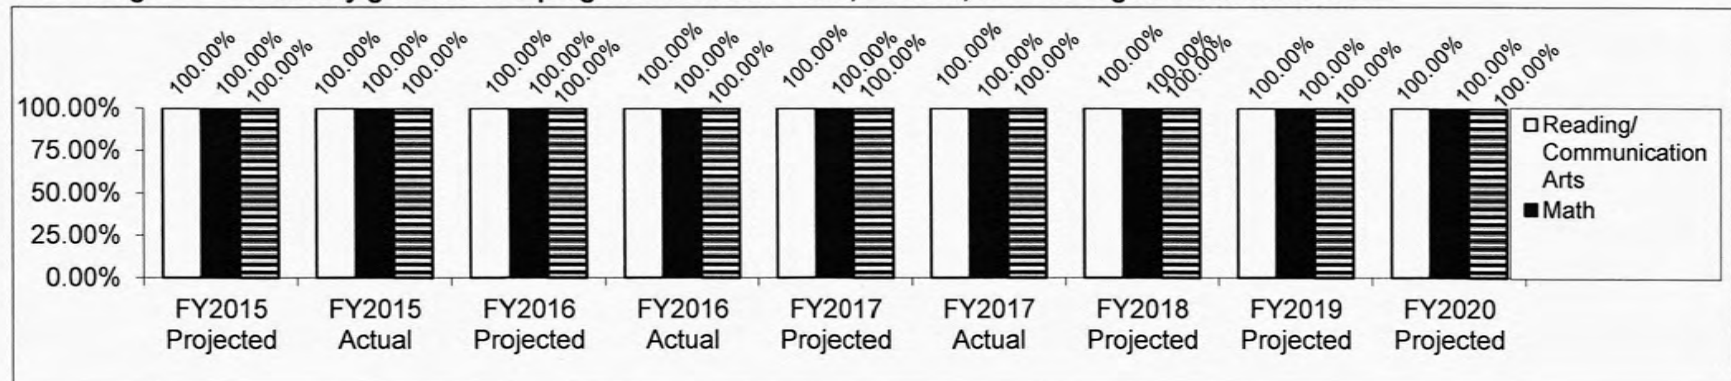 100.00% 100.00% 100.00% 100.00% 100.00% 100.00% 100.00% 100.00% 100.00% 100.00% 100.00% 100.00% 100.00% 100.00% 100.00% 100.00% 100.00% 100.00% 100.00% 100.00% 100.00% 100.00% 100.00% 100.00% 100.00% 100.00% 100.00%
100.00%
75.00%
50.00%
25.00%
0.00%
Reading/
Communication
Arts
Math
FY2015 FY2015 FY2016 FY2016 FY2017 FY2017 FY2018 FY2019 FY2020
Projected Actual Projected Actual Projected Actual Projected Projected Projected